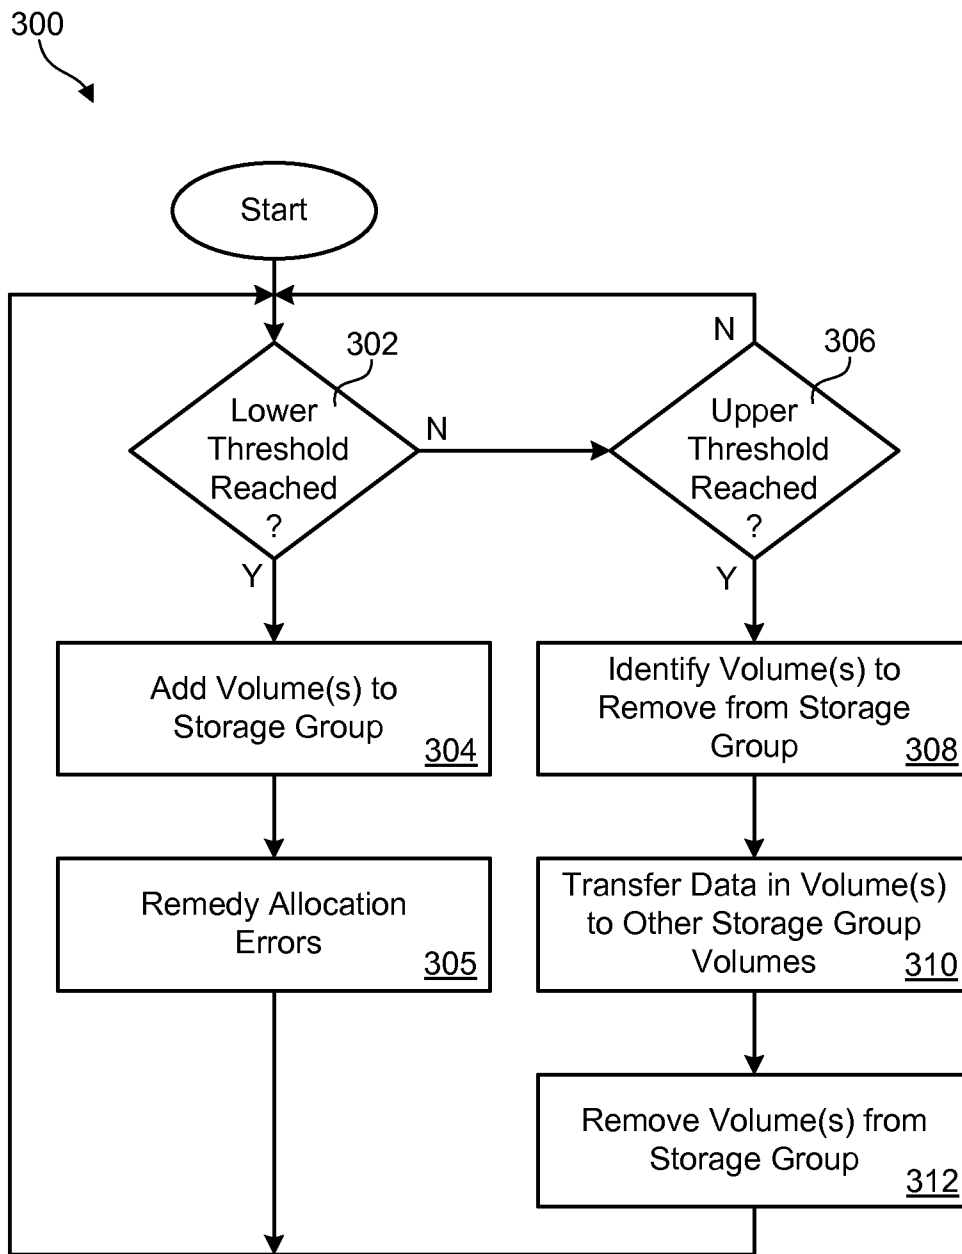 300
Start
302
Lower
Threshold
Reached
?
N
Y
N
306
Upper
Threshold
Reached
?
Y
Add Volume(s) to
Storage Group
304
Remedy Allocation
Errors
305
Identify Volume(s) to
Remove from Storage
Group
308
Transfer Data in Volume(s)
to Other Storage Group
Volumes
310
Remove Volume(s) from
Storage Group
312